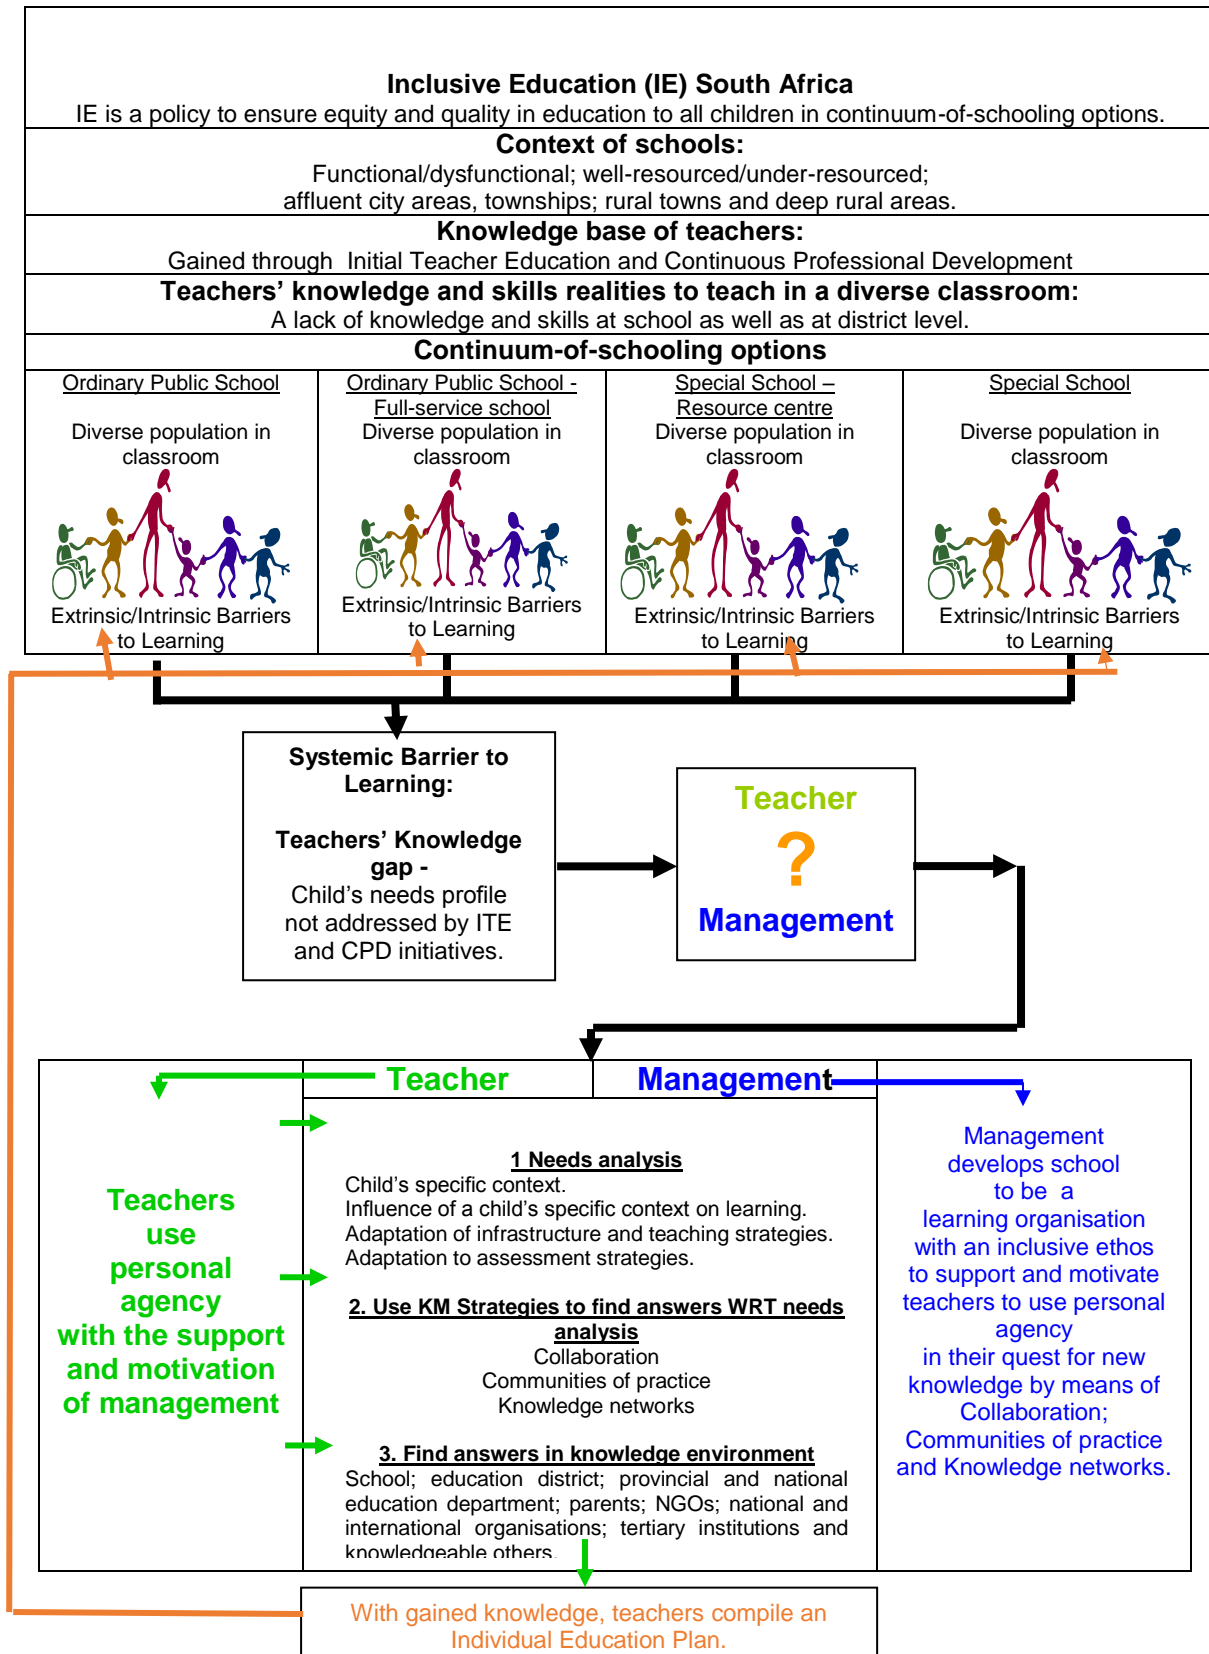 Inclusive Education (IE) South Africa
IE is a policy to ensure equity and quality in education to all children in continuum-of-schooling options.
Context of schools:
Functional/dysfunctional; well-resourced/under-resourced;
affluent city areas, townships; rural towns and deep rural areas.
Knowledge base of teachers:
Gained through Initial Teacher Education and Continuous Professional Development
Teachers' knowledge and skills realities to teach in a diverse classroom:
A lack of knowledge and skills at school as well as at district level.
Continuum-of-schooling options
Ordinary Public School
Diverse population in
classroom
Extrinsic/Intrinsic Barriers
to Learning
Ordinary Public School -
Full-service school
Diverse population in
classroom
Extrinsic/Intrinsic Barriers
to Learning
Special School –
Resource centre
Diverse population in
classroom
Extrinsic/Intrinsic Barriers
to Learning
Special School
Diverse population in
classroom
Extrinsic/Intrinsic Barriers
to Learning
Systemic Barrier to
Learning:
Teachers' Knowledge
gap -
Child's needs profile
not addressed by ITE
and CPD initiatives.
Teacher
?
Management
Teacher
Management
Teachers
use
personal
agency
with the support
and motivation
of management
1 Needs analysis
Child's specific context.
Influence of a child's specific context on learning.
Adaptation of infrastructure and teaching strategies.
Adaptation to assessment strategies.
2. Use KM Strategies to find answers WRT needs
analysis
Collaboration
Communities of practice
Knowledge networks
3. Find answers in knowledge environment
School; education district; provincial and national
education department; parents; NGOs; national and
international organisations; tertiary institutions and
knowledgeable others.
Management
develops school
to be a
learning organisation
with an inclusive ethos
to support and motivate
teachers to use personal
agency
in their quest for new
knowledge by means of
Collaboration;
Communities of practice
and Knowledge networks.
With gained knowledge, teachers compile an
Individual Education Plan.